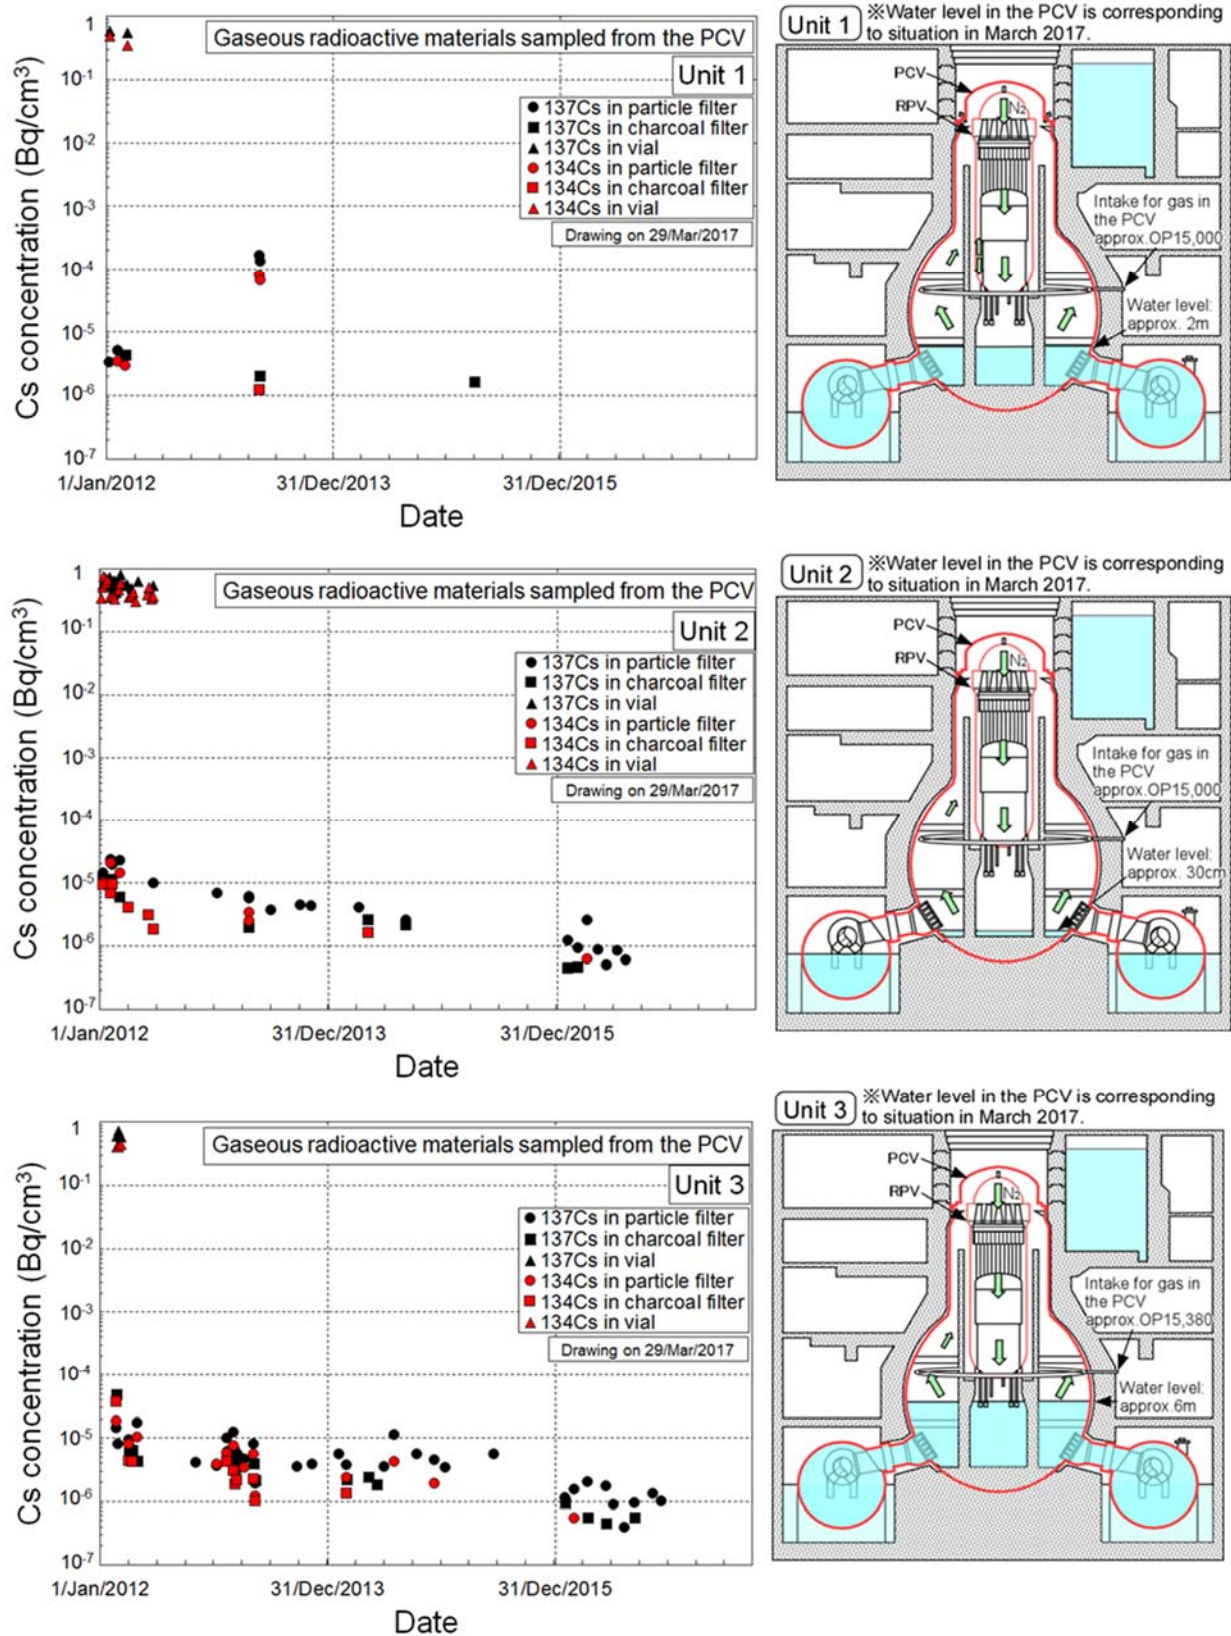 Gaseous radioactive materials sampled from the PCV
Unit 1
137Cs in particle filter
137Cs in charcoal filter
137Cs in vial
134Cs in particle filter
134Cs in charcoal filter
134Cs in vial
Drawing on 29/Mar/2017
Cs concentration (Bq/cm³)
1
10⁻¹
10⁻²
10⁻³
10⁻⁴
10⁻⁵
10⁻⁶
10⁻⁷
1/Jan/2012 31/Dec/2013 31/Dec/2015
Date
Unit 1
※Water level in the PCV is corresponding
to situation in March 2017.
PCV
RPV
N₂
Intake for gas in
the PCV
approx.OP15,000
Water level:
approx. 2m
Gaseous radioactive materials sampled from the PCV
Unit 2
137Cs in particle filter
137Cs in charcoal filter
137Cs in vial
134Cs in particle filter
134Cs in charcoal filter
134Cs in vial
Drawing on 29/Mar/2017
Cs concentration (Bq/cm³)
1
10⁻¹
10⁻²
10⁻³
10⁻⁴
10⁻⁵
10⁻⁶
10⁻⁷
1/Jan/2012 31/Dec/2013 31/Dec/2015
Date
Unit 2
※Water level in the PCV is corresponding
to situation in March 2017.
PCV
RPV
N₂
Intake for gas in
the PCV
approx.OP15,000
Water level:
approx. 30cm
Gaseous radioactive materials sampled from the PCV
Unit 3
137Cs in particle filter
137Cs in charcoal filter
137Cs in vial
134Cs in particle filter
134Cs in charcoal filter
134Cs in vial
Drawing on 29/Mar/2017
Cs concentration (Bq/cm³)
1
10⁻¹
10⁻²
10⁻³
10⁻⁴
10⁻⁵
10⁻⁶
10⁻⁷
1/Jan/2012 31/Dec/2013 31/Dec/2015
Date
Unit 3
※Water level in the PCV is corresponding
to situation in March 2017.
PCV
RPV
N₂
Intake for gas in
the PCV
approx.OP15,380
Water level:
approx.6m